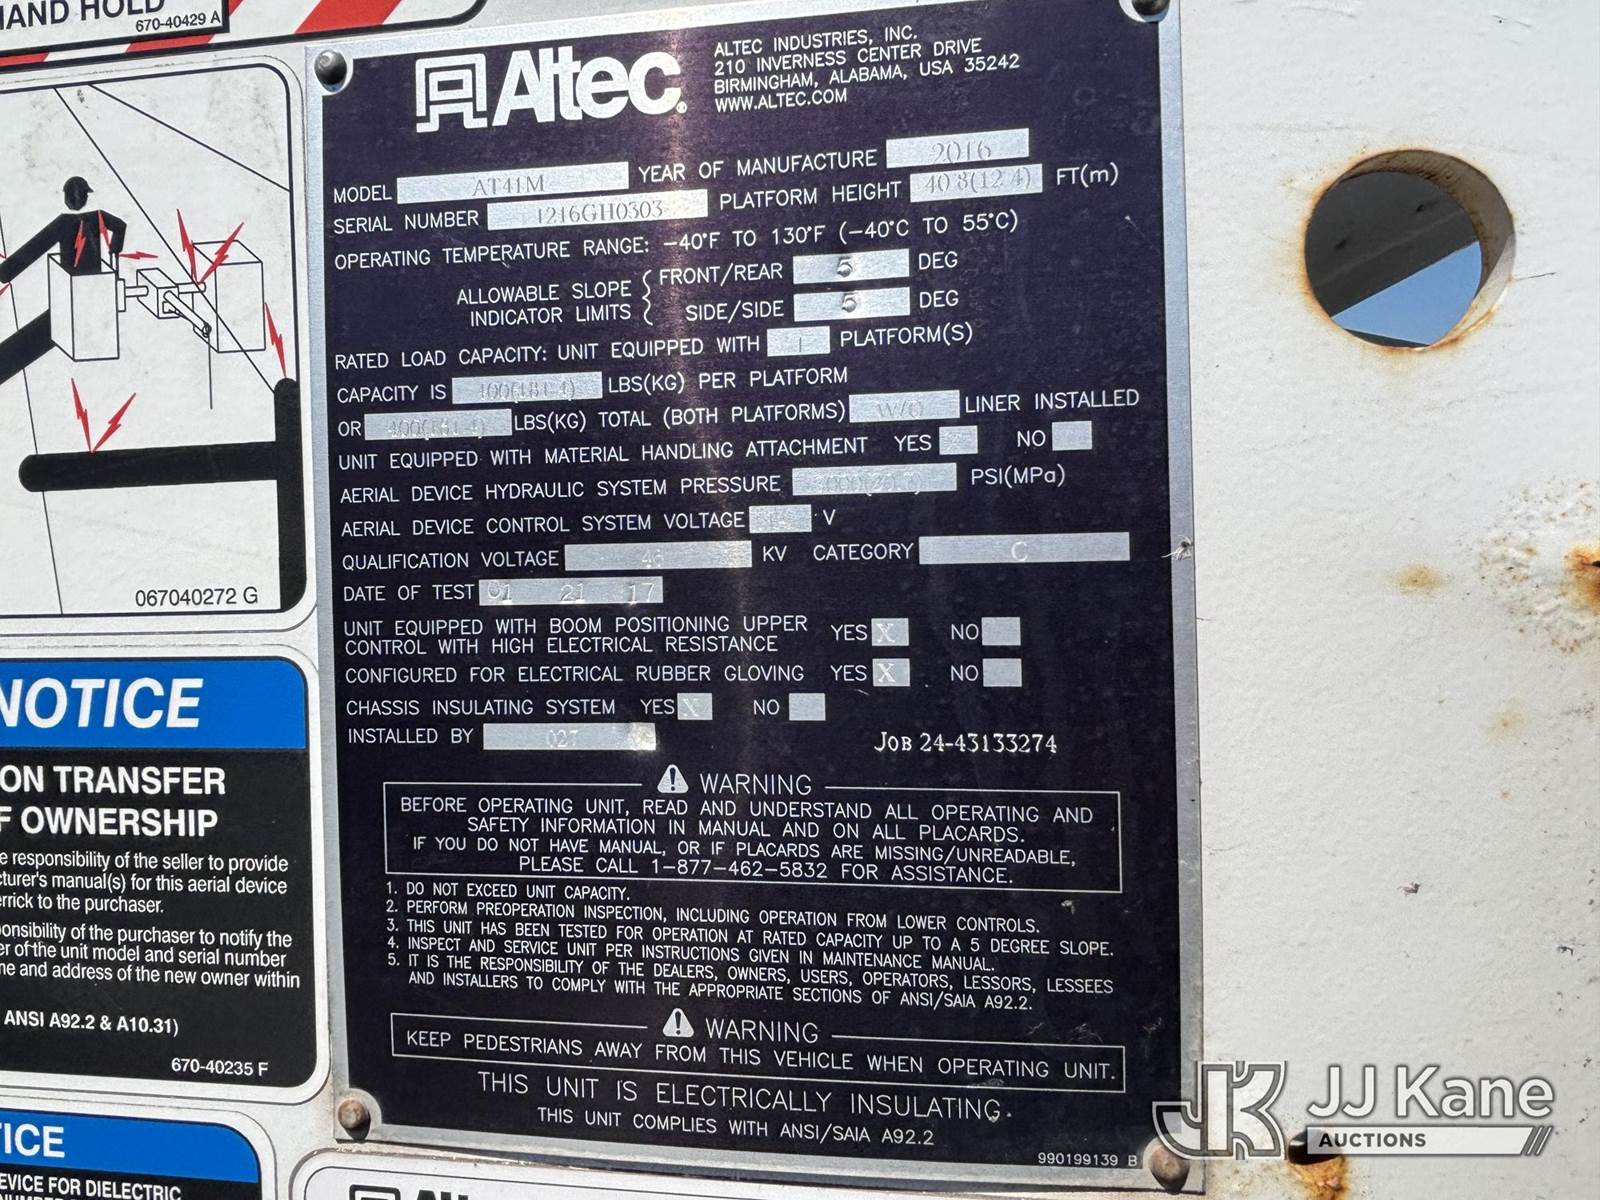 HAND HOLD
670-40429 A
Altec
ALTEC INDUSTRIES, INC.
210 INVERNESS CENTER DRIVE
BIRMINGHAM, ALABAMA, USA 35242
WWW.ALTEC.COM
MODEL AT41M YEAR OF MANUFACTURE 2016
SERIAL NUMBER 1216GH0303 PLATFORM HEIGHT 40.8(12.4) FT(m)
OPERATING TEMPERATURE RANGE: -40°F TO 130°F (-40°C TO 55°C)
ALLOWABLE SLOPE INDICATOR LIMITS
FRONT/REAR 5 DEG
SIDE/SIDE 5 DEG
RATED LOAD CAPACITY: UNIT EQUIPPED WITH 1 PLATFORM(S)
CAPACITY IS 400(181.4) LBS(KG) PER PLATFORM
OR 400(181.4) LBS(KG) TOTAL (BOTH PLATFORMS) W/O LINER INSTALLED
UNIT EQUIPPED WITH MATERIAL HANDLING ATTACHMENT YES NO
AERIAL DEVICE HYDRAULIC SYSTEM PRESSURE PSI(MPa)
AERIAL DEVICE CONTROL SYSTEM VOLTAGE V
QUALIFICATION VOLTAGE 46 KV CATEGORY C
DATE OF TEST 01 21 17
UNIT EQUIPPED WITH BOOM POSITIONING UPPER
CONTROL WITH HIGH ELECTRICAL RESISTANCE YES X NO
CONFIGURED FOR ELECTRICAL RUBBER GLOVING YES X NO
CHASSIS INSULATING SYSTEM YES X NO
INSTALLED BY 027
JOB 24-43133274
WARNING
BEFORE OPERATING UNIT, READ AND UNDERSTAND ALL OPERATING AND
SAFETY INFORMATION IN MANUAL AND ON ALL PLACARDS.
IF YOU DO NOT HAVE MANUAL, OR IF PLACARDS ARE MISSING/UNREADABLE,
PLEASE CALL 1-877-462-5832 FOR ASSISTANCE.
1. DO NOT EXCEED UNIT CAPACITY.
2. PERFORM PREOPERATION INSPECTION, INCLUDING OPERATION FROM LOWER CONTROLS.
3. THIS UNIT HAS BEEN TESTED FOR OPERATION AT RATED CAPACITY UP TO A 5 DEGREE SLOPE.
4. INSPECT AND SERVICE UNIT PER INSTRUCTIONS GIVEN IN MAINTENANCE MANUAL.
5. IT IS THE RESPONSIBILITY OF THE DEALERS, OWNERS, USERS, OPERATORS, LESSORS, LESSEES
AND INSTALLERS TO COMPLY WITH THE APPROPRIATE SECTIONS OF ANSI/SAIA A92.2.
WARNING
KEEP PEDESTRIANS AWAY FROM THIS VEHICLE WHEN OPERATING UNIT.
THIS UNIT IS ELECTRICALLY INSULATING.
THIS UNIT COMPLIES WITH ANSI/SAIA A92.2
990199139 B
067040272 G
NOTICE
ON TRANSFER
F OWNERSHIP
e responsibility of the seller to provide
cturer's manual(s) for this aerial device
errick to the purchaser.
onsibility of the purchaser to notify the
er of the unit model and serial number
me and address of the new owner within
ANSI A92.2 & A10.31)
670-40235 F
ICE
EVICE FOR DIELECTRIC
JJ Kane
AUCTIONS